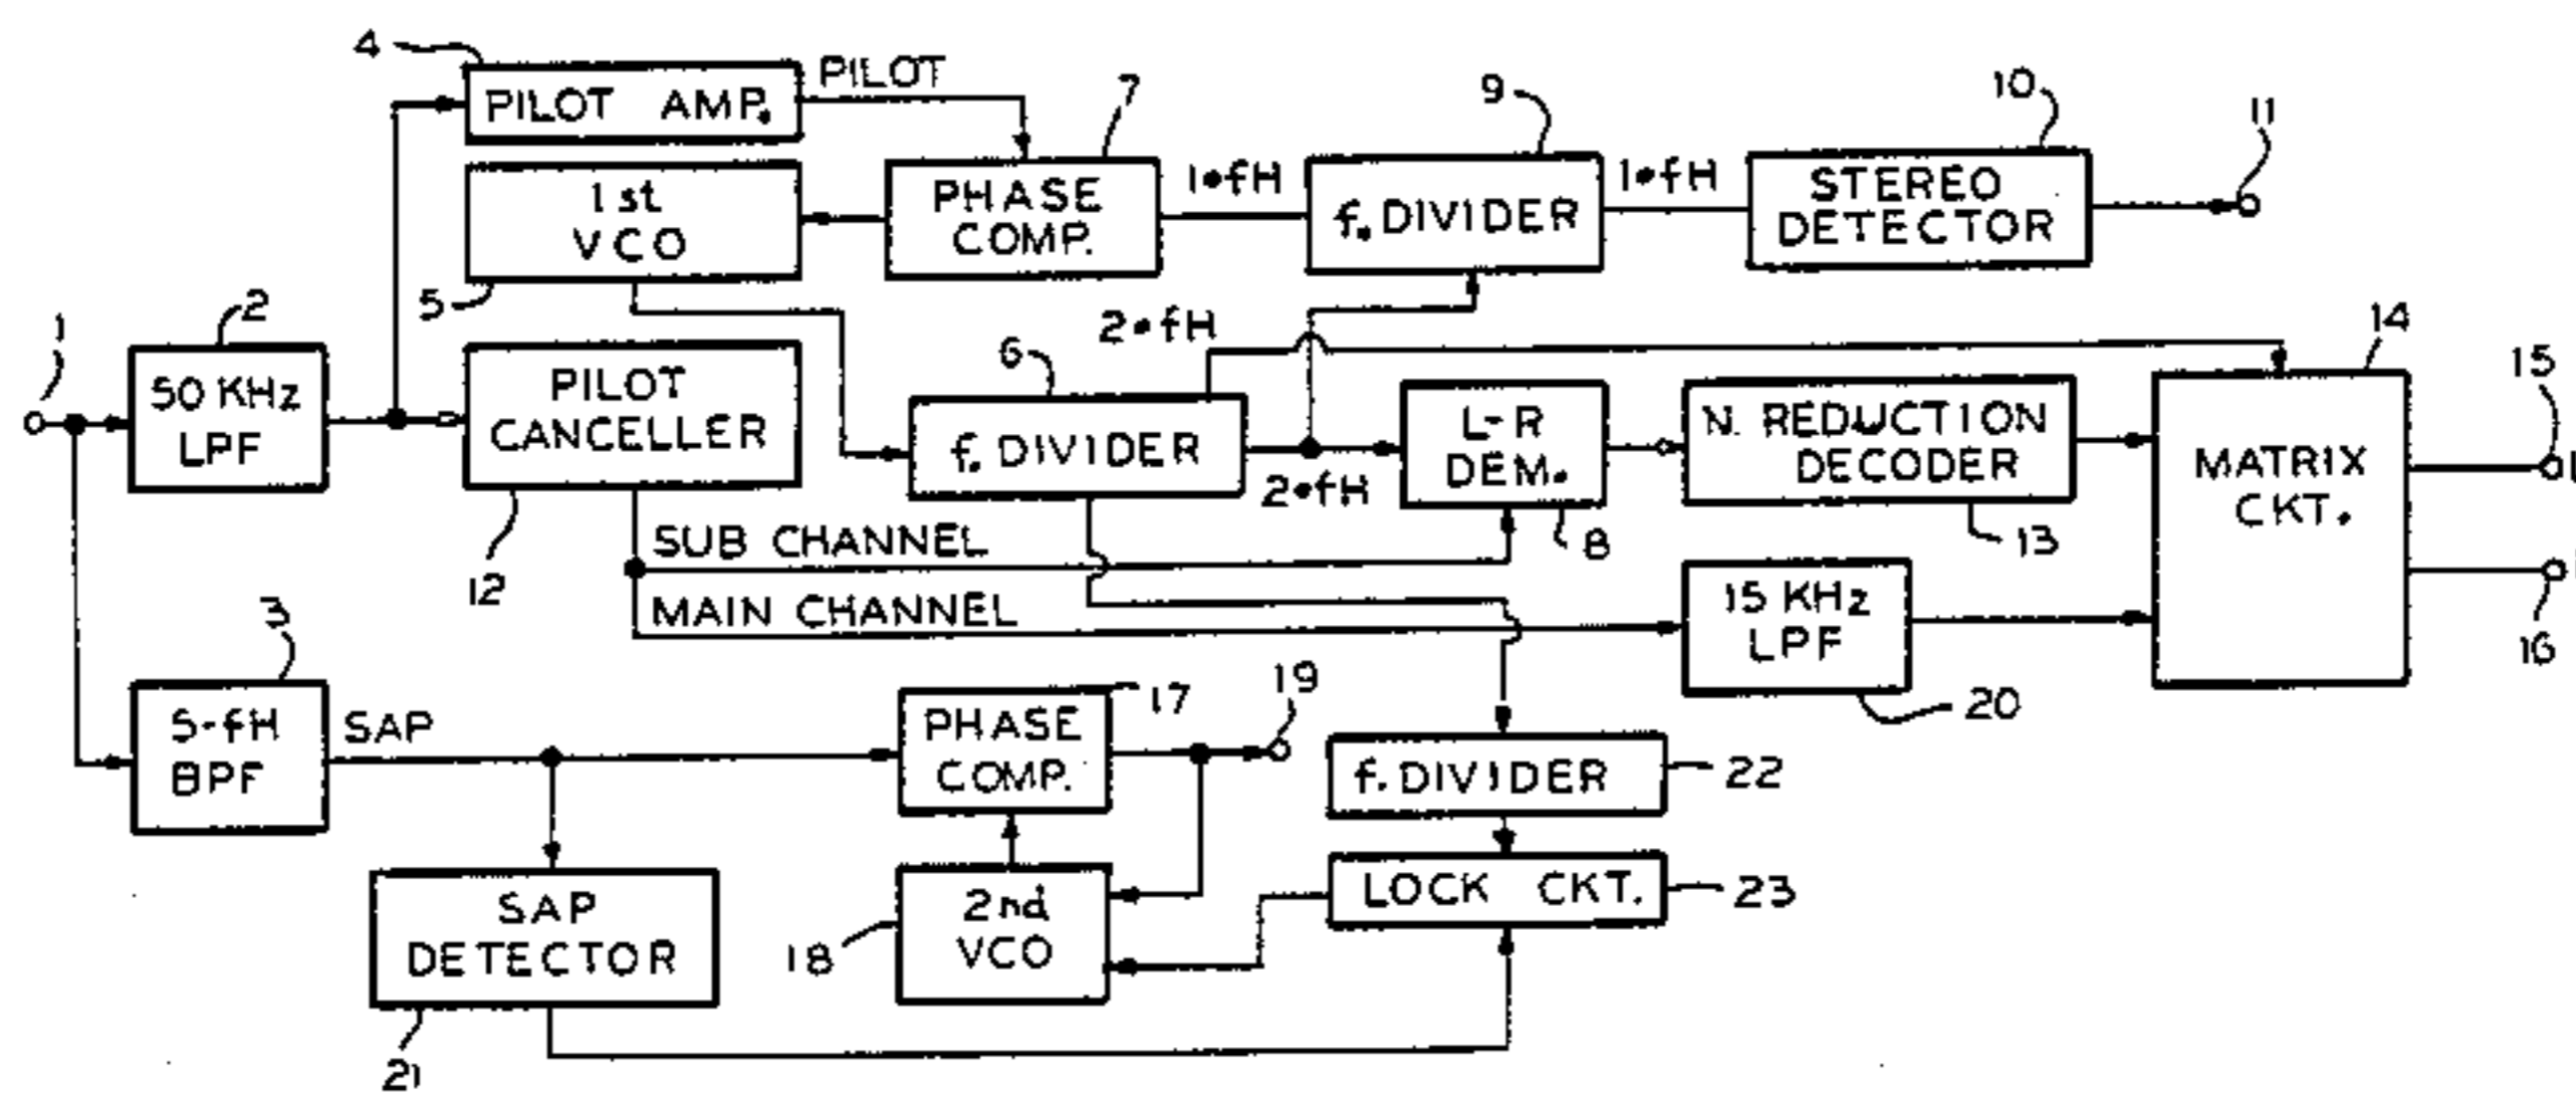 4
PILOT AMP.
PILOT
7
9
10
11
1st
VCO
5
PHASE
COMP.
1•fH
f. DIVIDER
1•fH
STEREO
DETECTOR
1
2
50 KHz
LPF
PILOT
CANCELLER
12
6
2•fH
f. DIVIDER
2•fH
L-R
DEM.
8
N. REDUCTION
DECODER
13
14
MATRIX
CKT.
15
16
SUB CHANNEL
MAIN CHANNEL
15 KHz
LPF
20
3
5-fH
BPF
SAP
17
PHASE
COMP.
19
f. DIVIDER
22
SAP
DETECTOR
21
18
2nd
VCO
LOCK CKT.
23